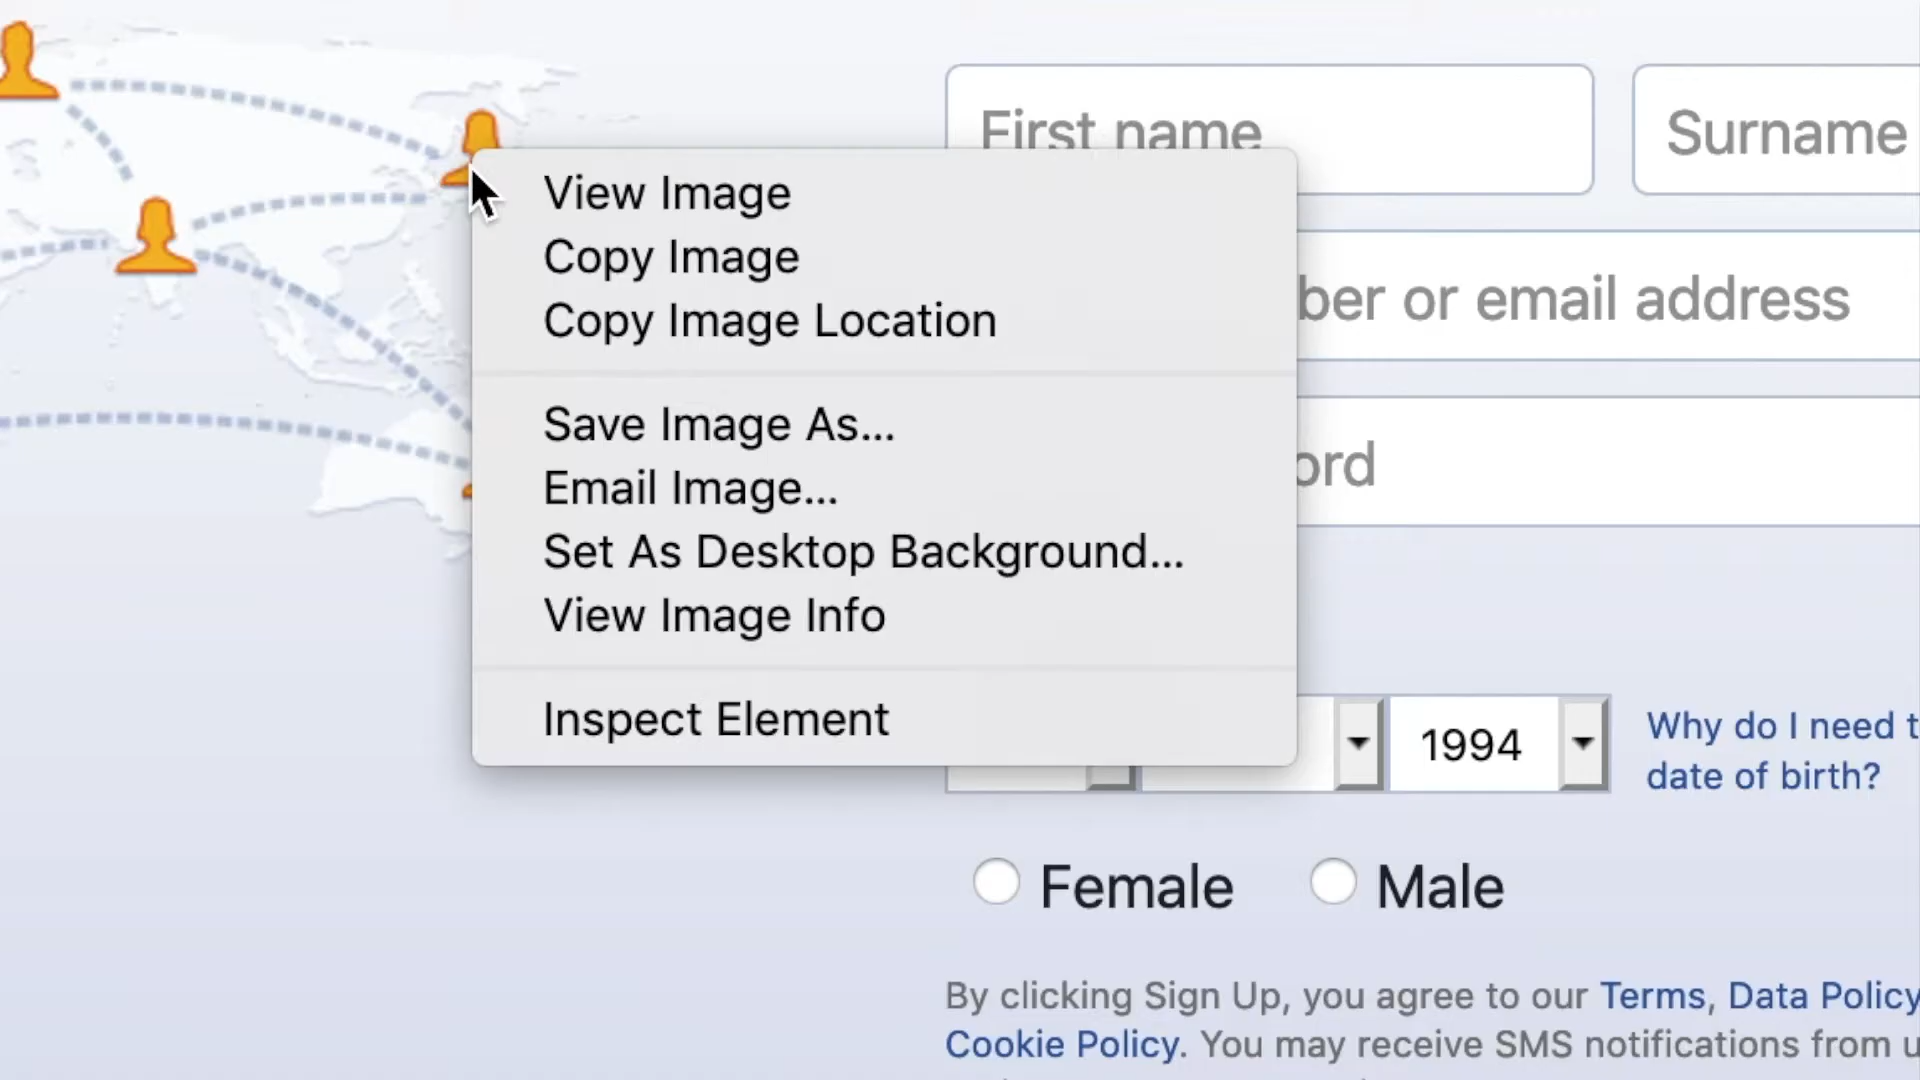 First name
Surname
View Image
Copy Image
Copy Image Location
or email address
Save Image As...
Email Image...
Set As Desktop Background...
View Image Info
Inspect Element
1994
Why do I need
date of birth?
Female
Male
By clicking Sign Up, you agree to our Terms, Data Policy
Cookie Policy. You may receive SMS notifications from